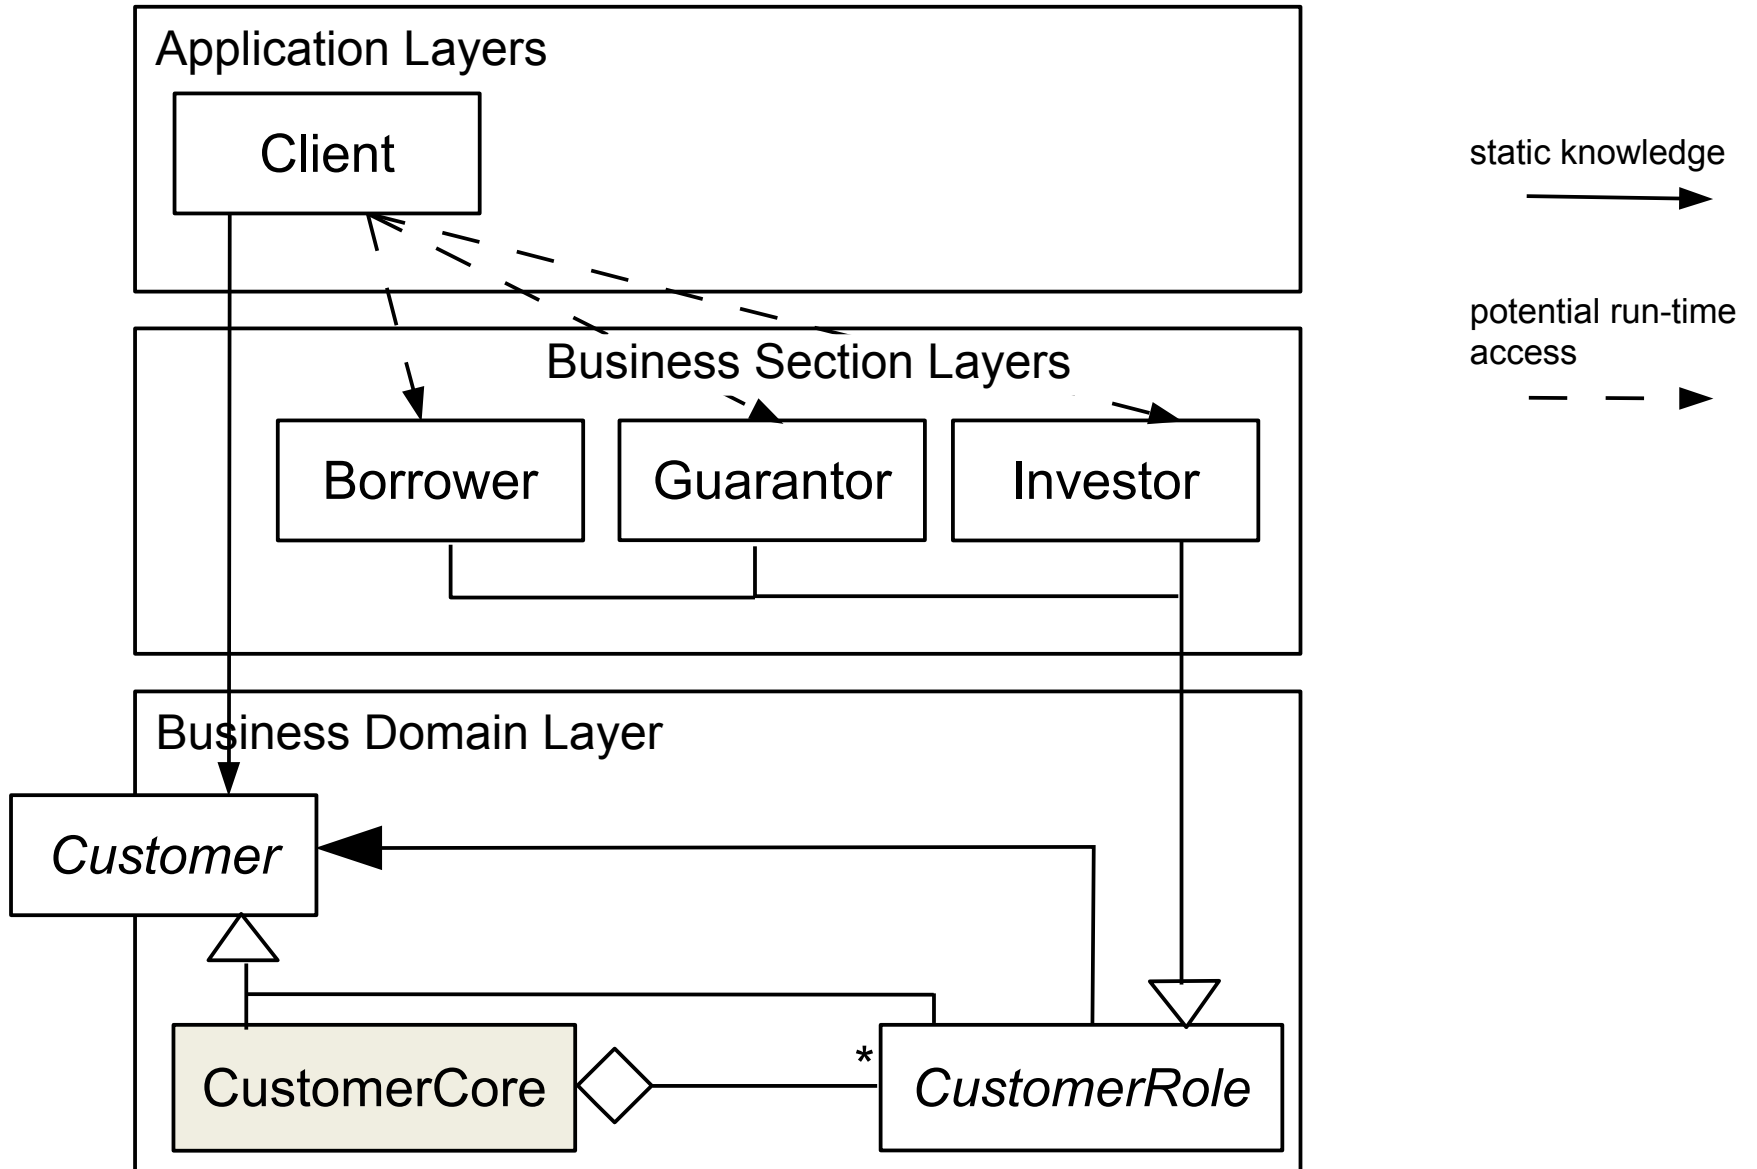 Application Layers
Client
static knowledge
potential run-time
access
Business Section Layers
Borrower
Guarantor
Investor
Business Domain Layer
Customer
*
CustomerCore
CustomerRole